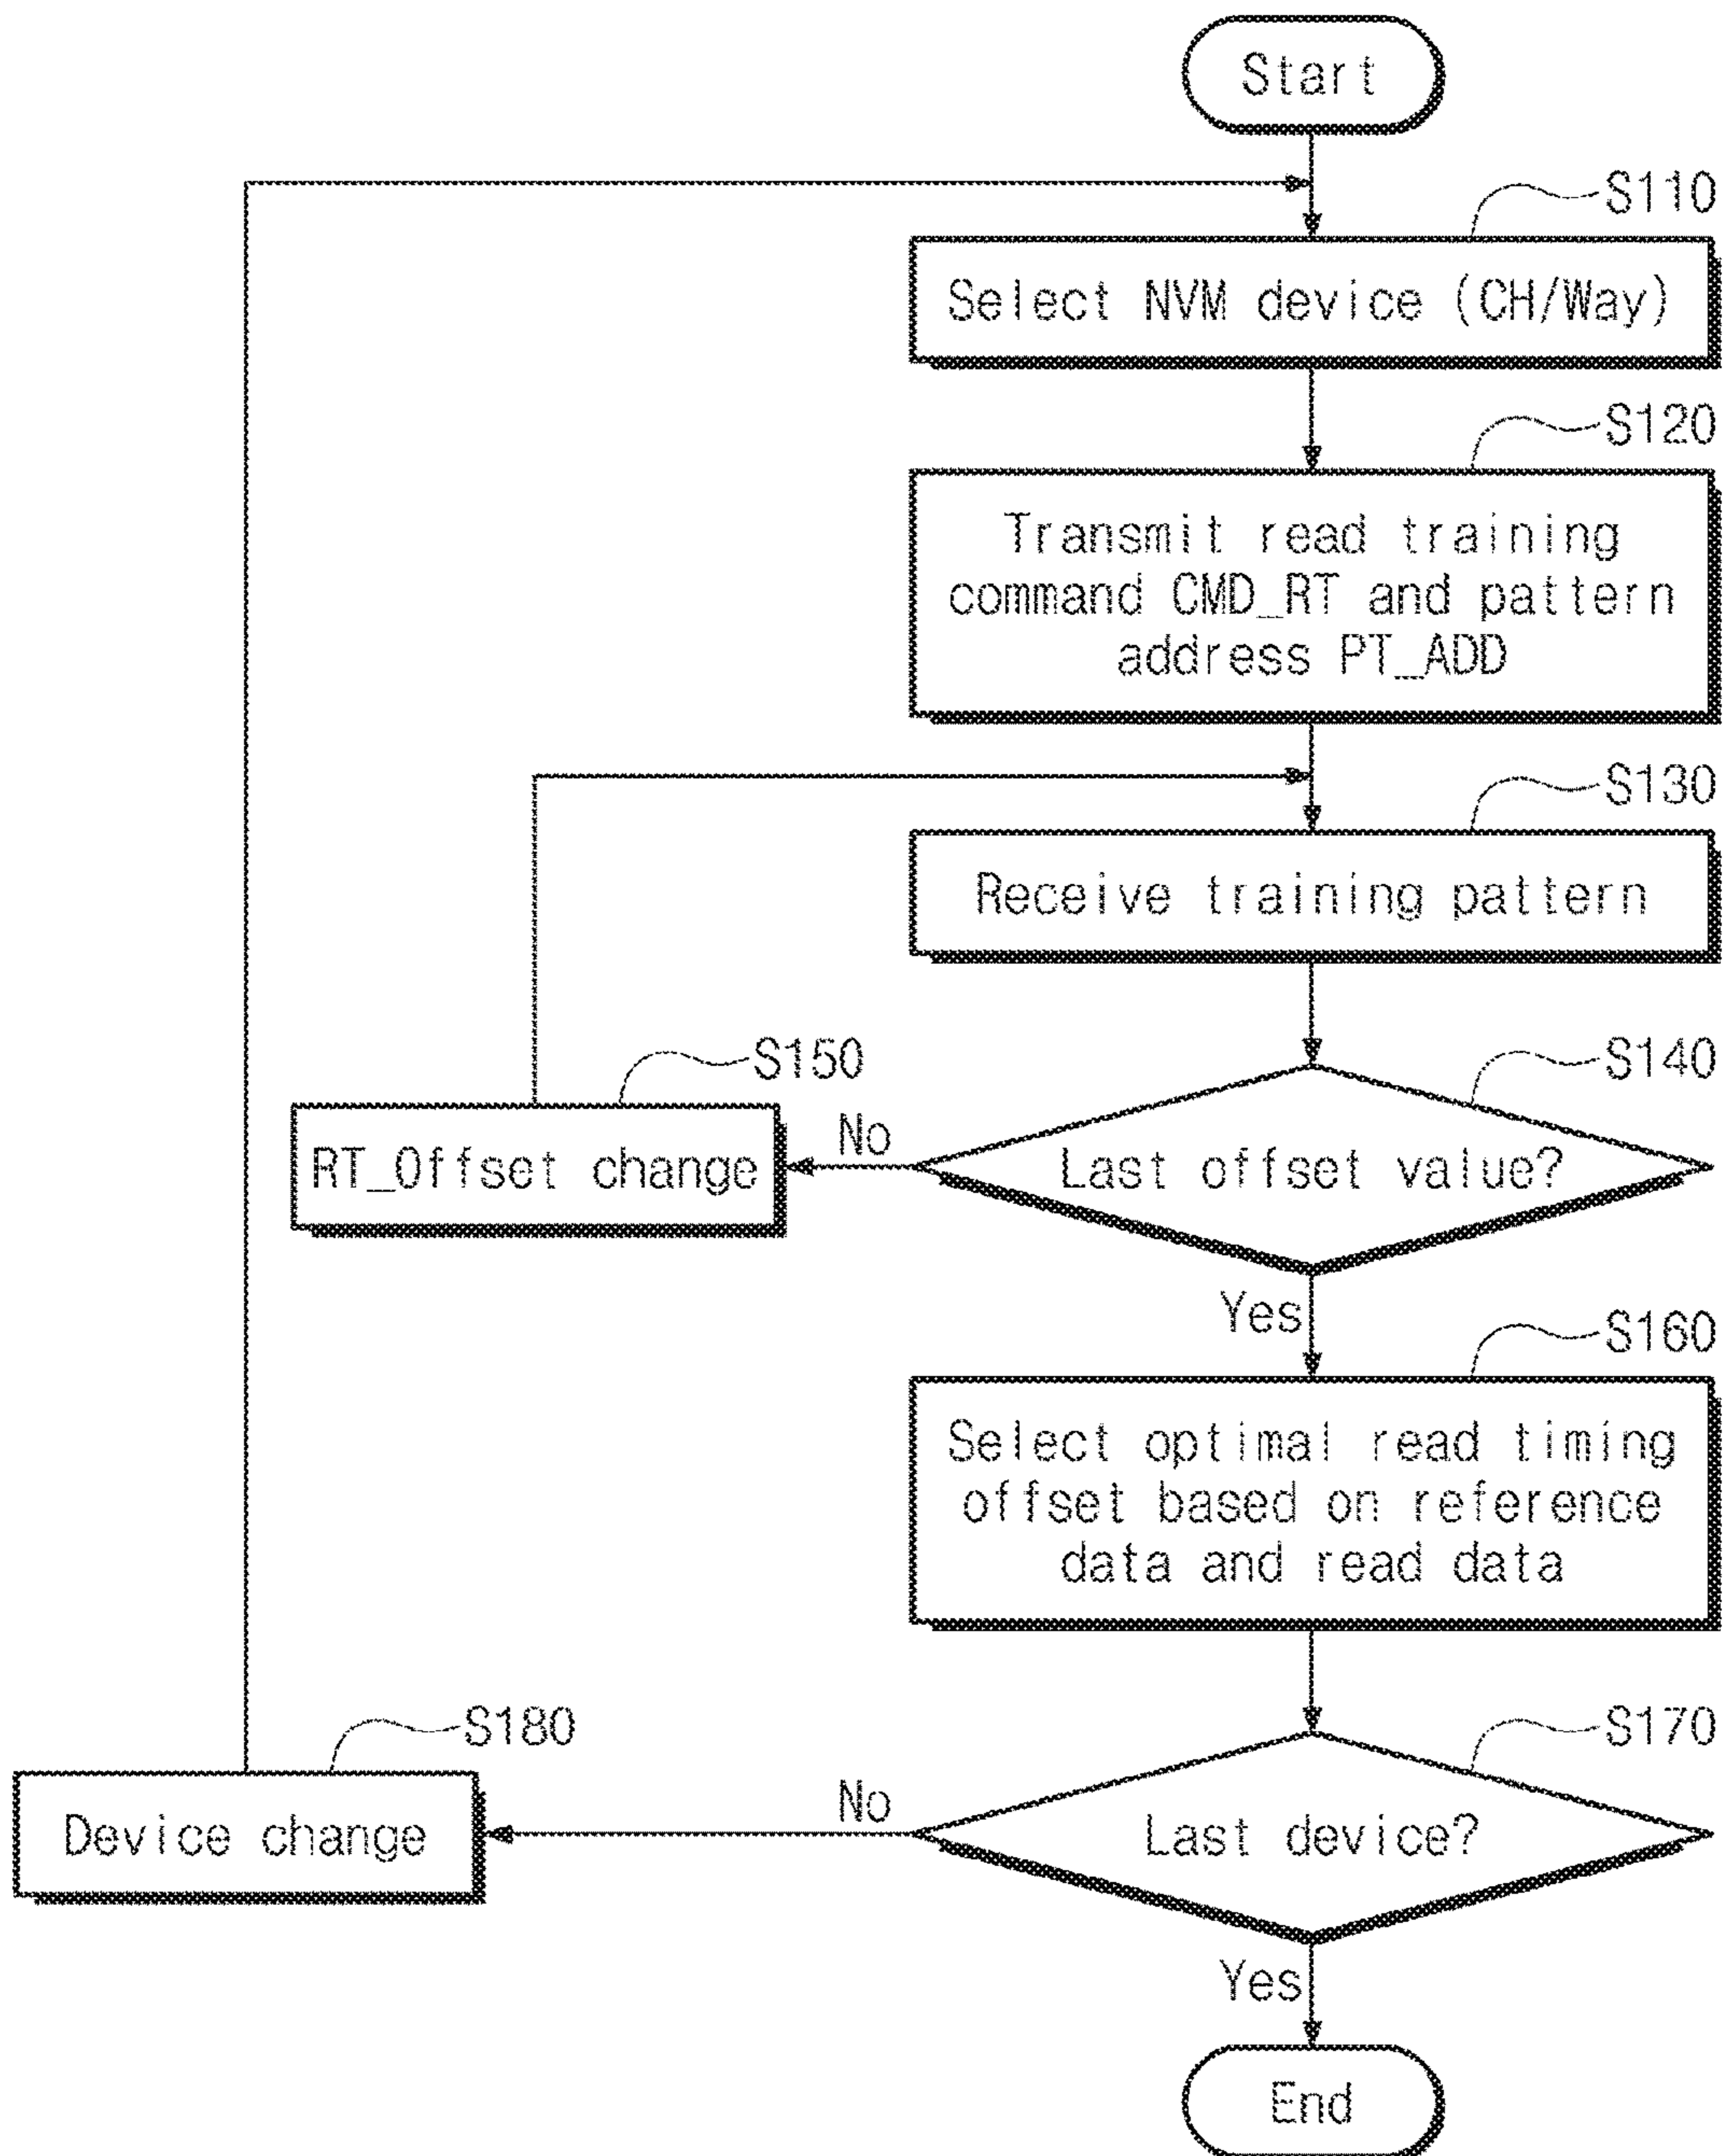 Start
S110
Select NVM device (CH/Way)
S120
Transmit read training
command CMD_RT and pattern
address PT_ADD
S130
Receive training pattern
S140
Last offset value?
No
S150
RT_Offset change
Yes
S160
Select optimal read timing
offset based on reference
data and read data
S170
Last device?
No
S180
Device change
Yes
End